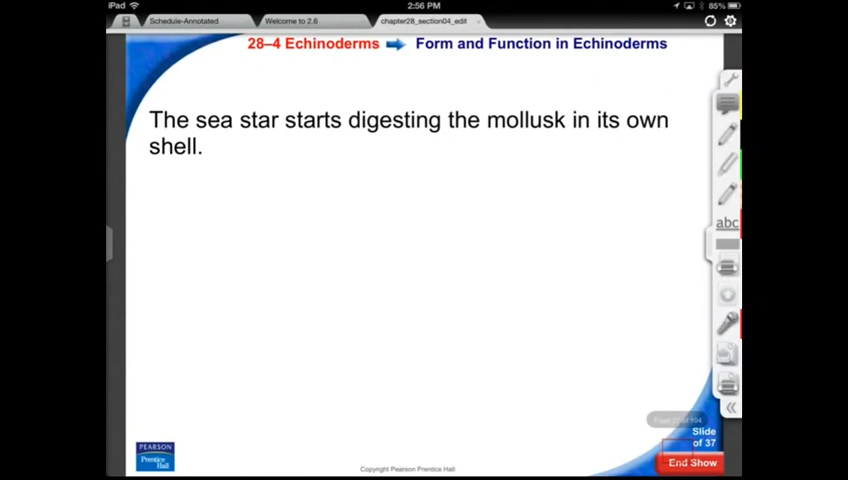 iPad 2:56 PM 85%
Schedule-Annotated Welcome to 2.6 chapter28_section04_edit
28–4 Echinoderms Form and Function in Echinoderms
The sea star starts digesting the mollusk in its own
shell.
abc
Slide
of 37
End Show
PEARSON
Prentice
Hall
Copyright Pearson Prentice Hall